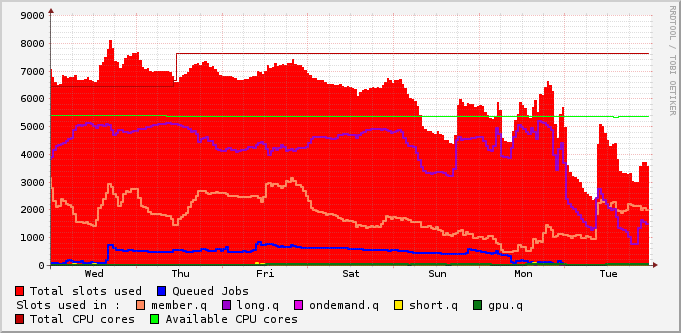 RRDTOOL / TOBI OETIKER
9000
8000
7000
6000
5000
4000
3000
2000
1000
0
Wed Thu Fri Sat Sun Mon Tue
Total slots used Queued Jobs
Slots used in : member.q long.q ondemand.q short.q gpu.q
Total CPU cores Available CPU cores